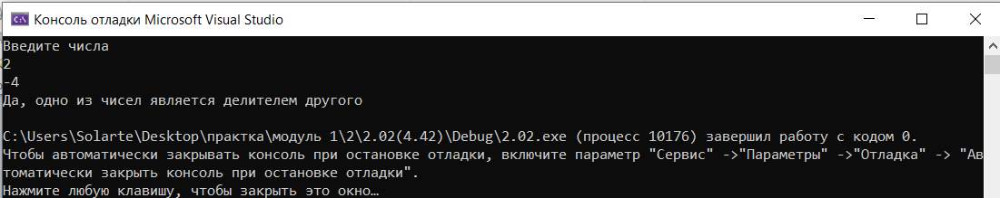 Консоль отладки Microsoft Visual Studio
Введите числа
2
-4
Да, одно из чисел является делителем другого
C:\Users\Solarte\Desktop\практка\модуль 1\2\2.02(4.42)\Debug\2.02.exe (процесс 10176) завершил работу с кодом 0.
Чтобы автоматически закрывать консоль при остановке отладки, включите параметр "Сервис" ->"Параметры" ->"Отладка" -> "Ав
томатически закрыть консоль при остановке отладки".
Нажмите любую клавишу, чтобы закрыть это окно…